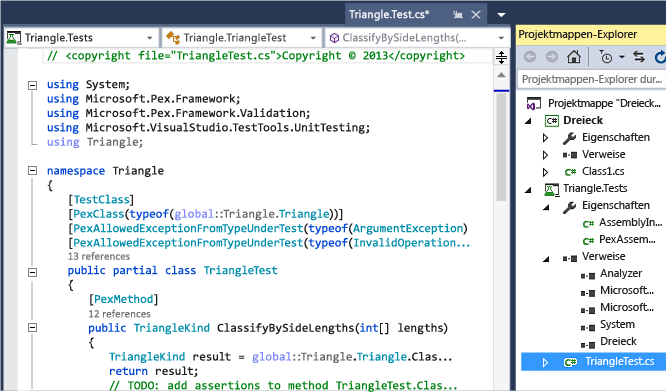 Triangle.Test.cs*
Triangle.Tests
Triangle.TriangleTest
ClassifyBySideLengths(...
// <copyright file="TriangleTest.cs">Copyright © 2013</copyright>
using System;
using Microsoft.Pex.Framework;
using Microsoft.Pex.Framework.Validation;
using Microsoft.VisualStudio.TestTools.UnitTesting;
using Triangle;
namespace Triangle
{
[TestClass]
[PexClass(typeof(global::Triangle.Triangle))]
[PexAllowedExceptionFromTypeUnderTest(typeof(ArgumentException)
[PexAllowedExceptionFromTypeUnderTest(typeof(InvalidOperation...
13 references
public partial class TriangleTest
{
[PexMethod]
12 references
public TriangleKind ClassifyBySideLengths(int[] lengths)
{
TriangleKind result = global::Triangle.Triangle.Clas...
return result;
// TODO: add assertions to method TriangleTest.Clas...
Projektmappen-Explorer
Projektmappen-Explorer dur...
Projektmappe "Dreieck...
Dreieck
Eigenschaften
Verweise
Class1.cs
Triangle.Tests
Eigenschaften
AssemblyIn...
PexAssem...
Verweise
Analyzer
Microsoft...
Microsoft...
System
Dreieck
TriangleTest.cs